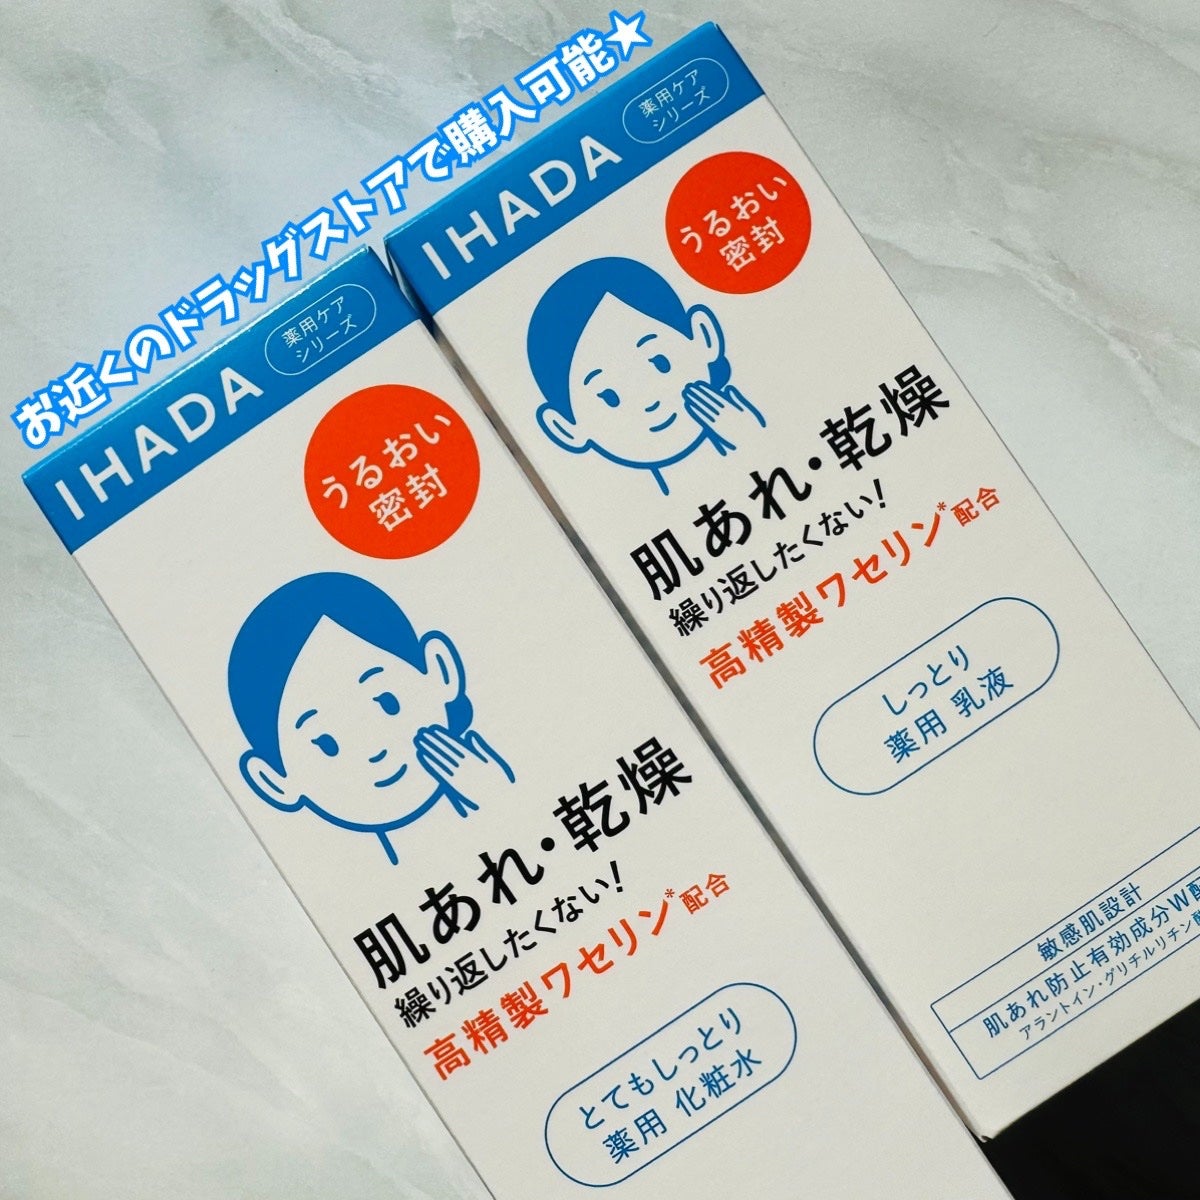 お近くのドラッグストアで購入可能★
IHADA
薬用ケア
シリーズ
うるおい
密封
肌あれ・乾燥
繰り返したくない!
高精製ワセリン*配合
とてもしっとり
薬用 化粧水
IHADA
薬用ケア
シリーズ
うるおい
密封
肌あれ・乾燥
繰り返したくない!
高精製ワセリン*配合
しっとり
薬用 乳液
敏感肌設計
肌あれ防止有効成分W配
アラントイン・グリチルリチン酸